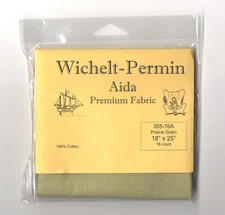 Wichelt-Permin
Aida
Premium Fabric
355-76A
Prairie Grain
18" x 25"
16 count
100% Cotton